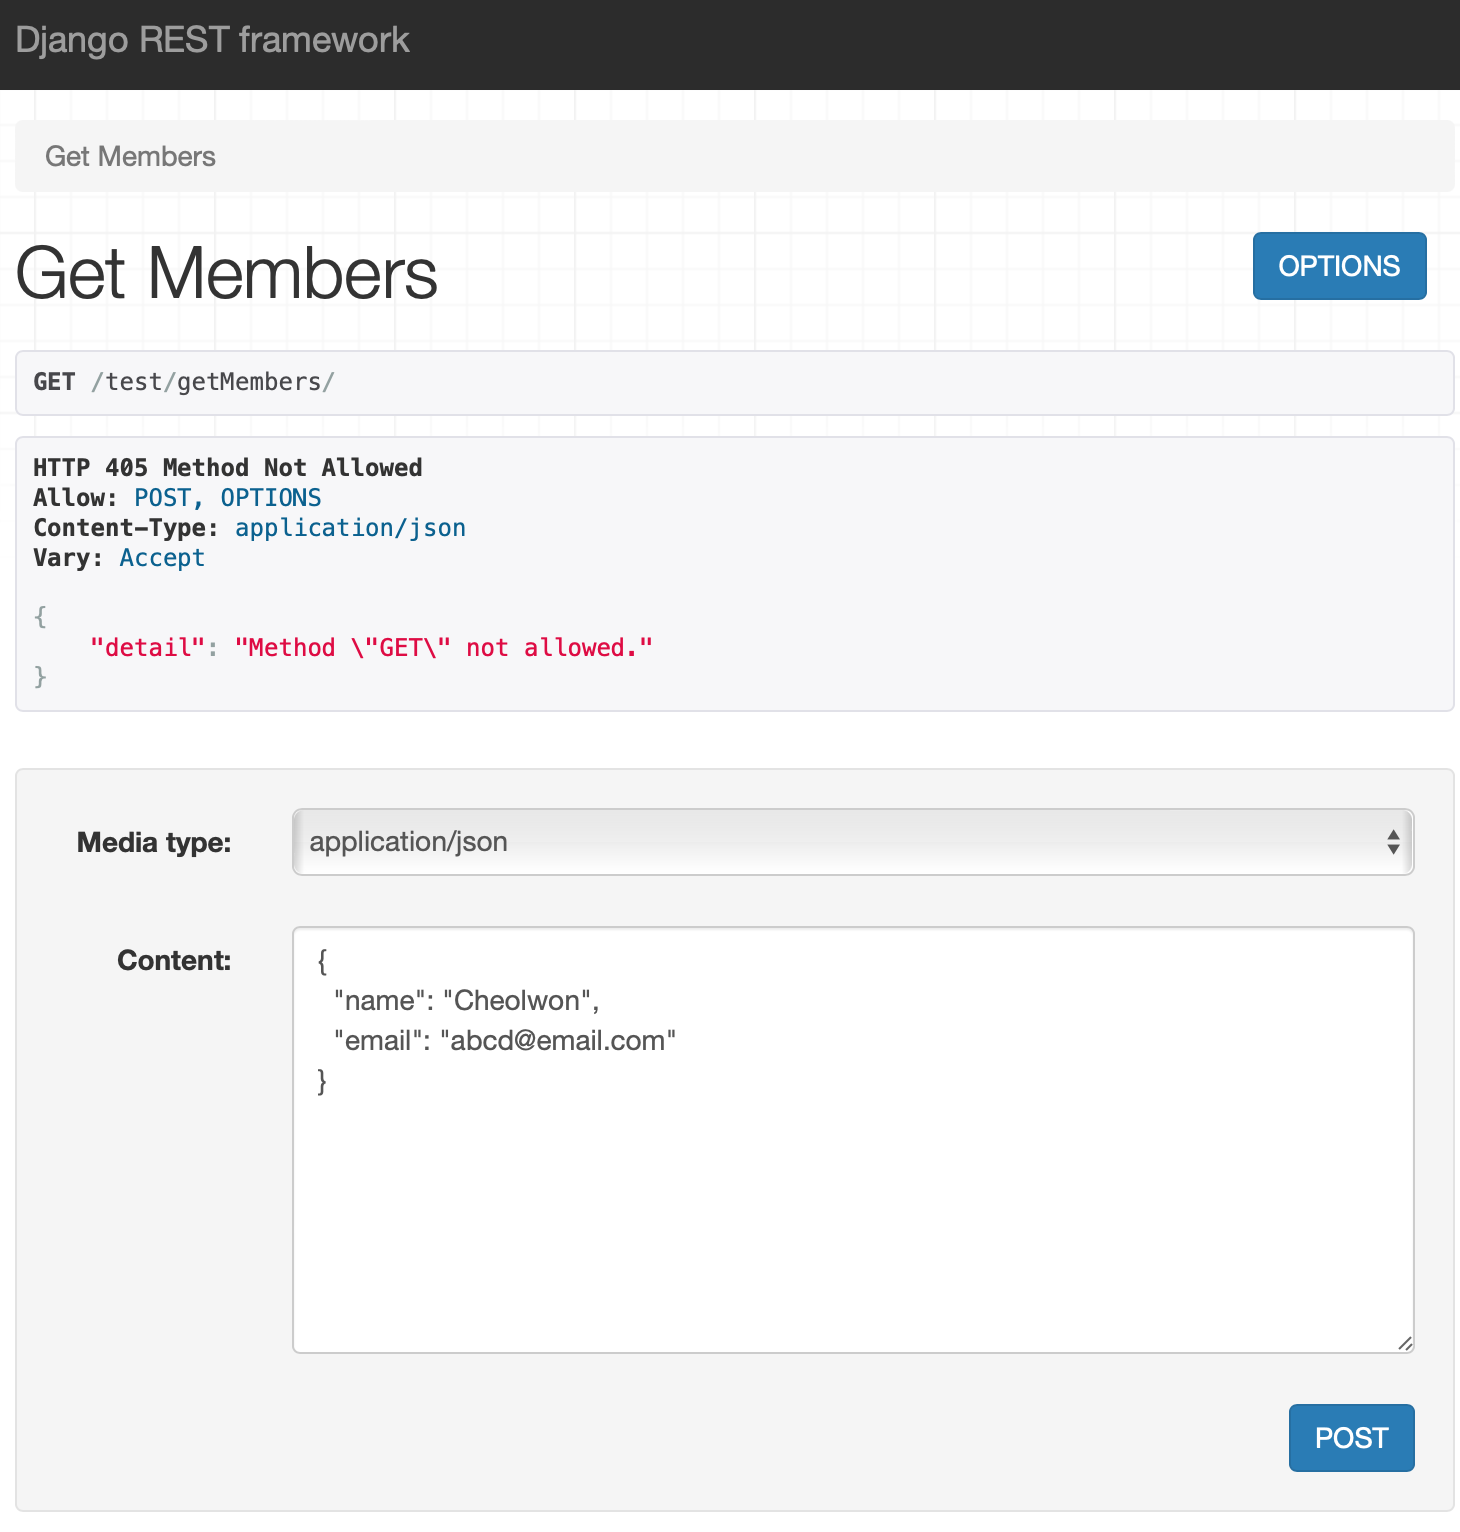 Django REST framework
Get Members
Get Members
OPTIONS
GET /test/getMembers/
HTTP 405 Method Not Allowed
Allow: POST, OPTIONS
Content-Type: application/json
Vary: Accept
{
    "detail": "Method \"GET\" not allowed."
}
Media type:
application/json
Content:
{
  "name": "Cheolwon",
  "email": "abcd@email.com"
}
POST